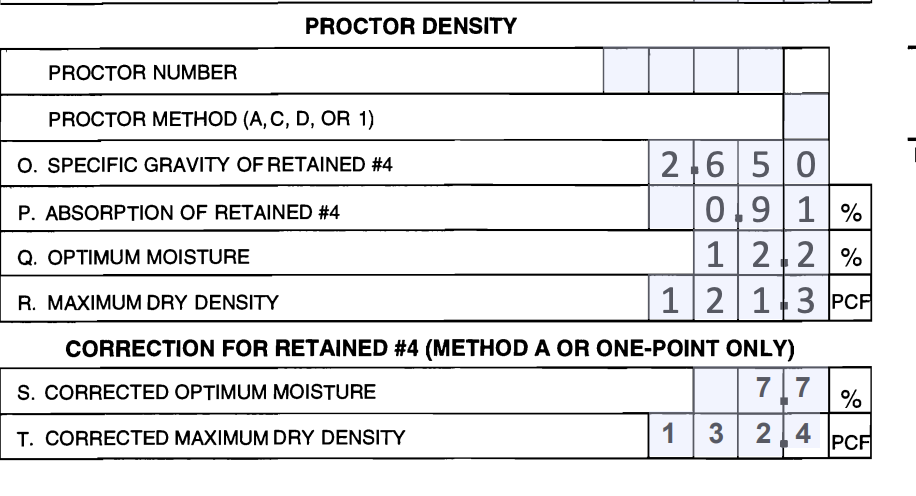 PROCTOR DENSITY
PROCTOR NUMBER
PROCTOR METHOD (A, C, D, OR 1)
O. SPECIFIC GRAVITY OF RETAINED #4 2.650
P. ABSORPTION OF RETAINED #4 0.91 %
Q. OPTIMUM MOISTURE 12.2 %
R. MAXIMUM DRY DENSITY 121.3 PCF
CORRECTION FOR RETAINED #4 (METHOD A OR ONE-POINT ONLY)
S. CORRECTED OPTIMUM MOISTURE 7.7 %
T. CORRECTED MAXIMUM DRY DENSITY 132.4 PCF